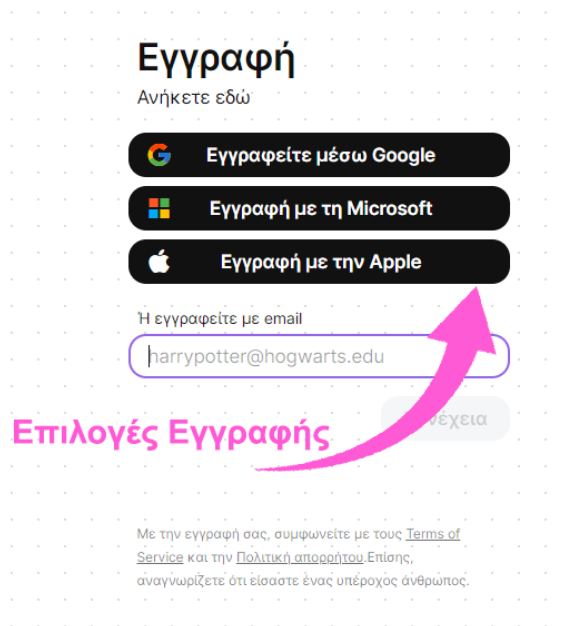 Εγγραφή
Ανήκετε εδώ
Εγγραφείτε μέσω Google
Εγγραφή με τη Microsoft
Εγγραφή με την Apple
Ή εγγραφείτε με email
harrypotter@hogwarts.edu
Επιλογές Εγγραφής
Με την εγγραφή σας, συμφωνείτε με τους Terms of
Service και την Πολιτική απορρήτου.Επίσης,
αναγνωρίζετε ότι είσαστε ένας υπέροχος άνθρωπος.